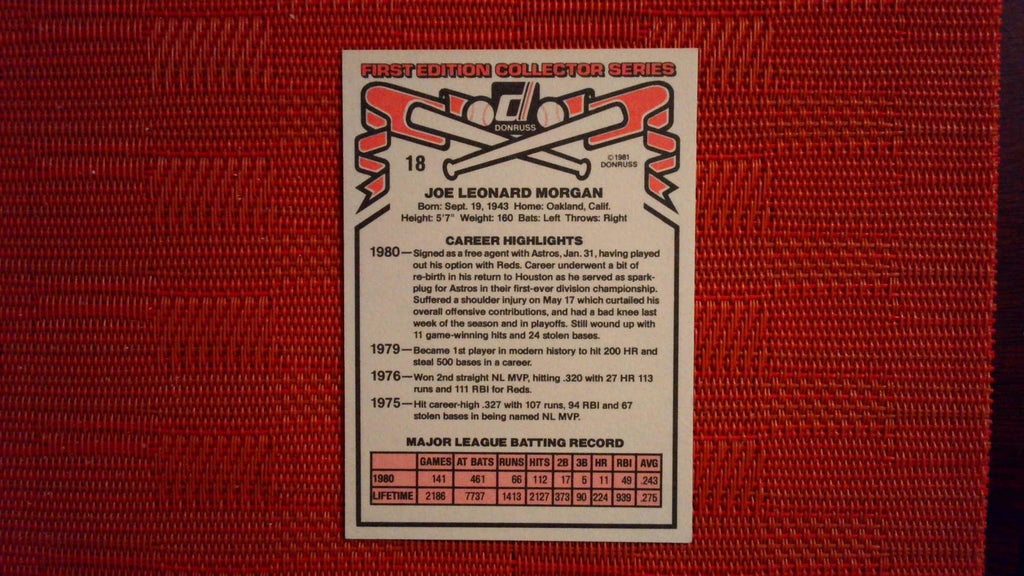 FIRST EDITION COLLECTOR SERIES
d
DONRUSS
18
© 1981
DONRUSS
JOE LEONARD MORGAN
Born: Sept. 19, 1943 Home: Oakland, Calif.
Height: 5'7" Weight: 160 Bats: Left Throws: Right
CAREER HIGHLIGHTS
1980—Signed as a free agent with Astros, Jan. 31, having played
out his option with Reds. Career underwent a bit of
re-birth in his return to Houston as he served as spark-
plug for Astros in their first-ever division championship.
Suffered a shoulder injury on May 17 which curtailed his
overall offensive contributions, and had a bad knee last
week of the season and in playoffs. Still wound up with
11 game-winning hits and 24 stolen bases.
1979—Became 1st player in modern history to hit 200 HR and
steal 500 bases in a career.
1976—Won 2nd straight NL MVP, hitting .320 with 27 HR 113
runs and 111 RBI for Reds.
1975—Hit career-high .327 with 107 runs, 94 RBI and 67
stolen bases in being named NL MVP.
MAJOR LEAGUE BATTING RECORD
GAMES AT BATS RUNS HITS 2B 3B HR RBI AVG
1980 141 461 66 112 17 5 11 49 .243
LIFETIME 2186 7737 1413 2127 373 90 224 939 .275